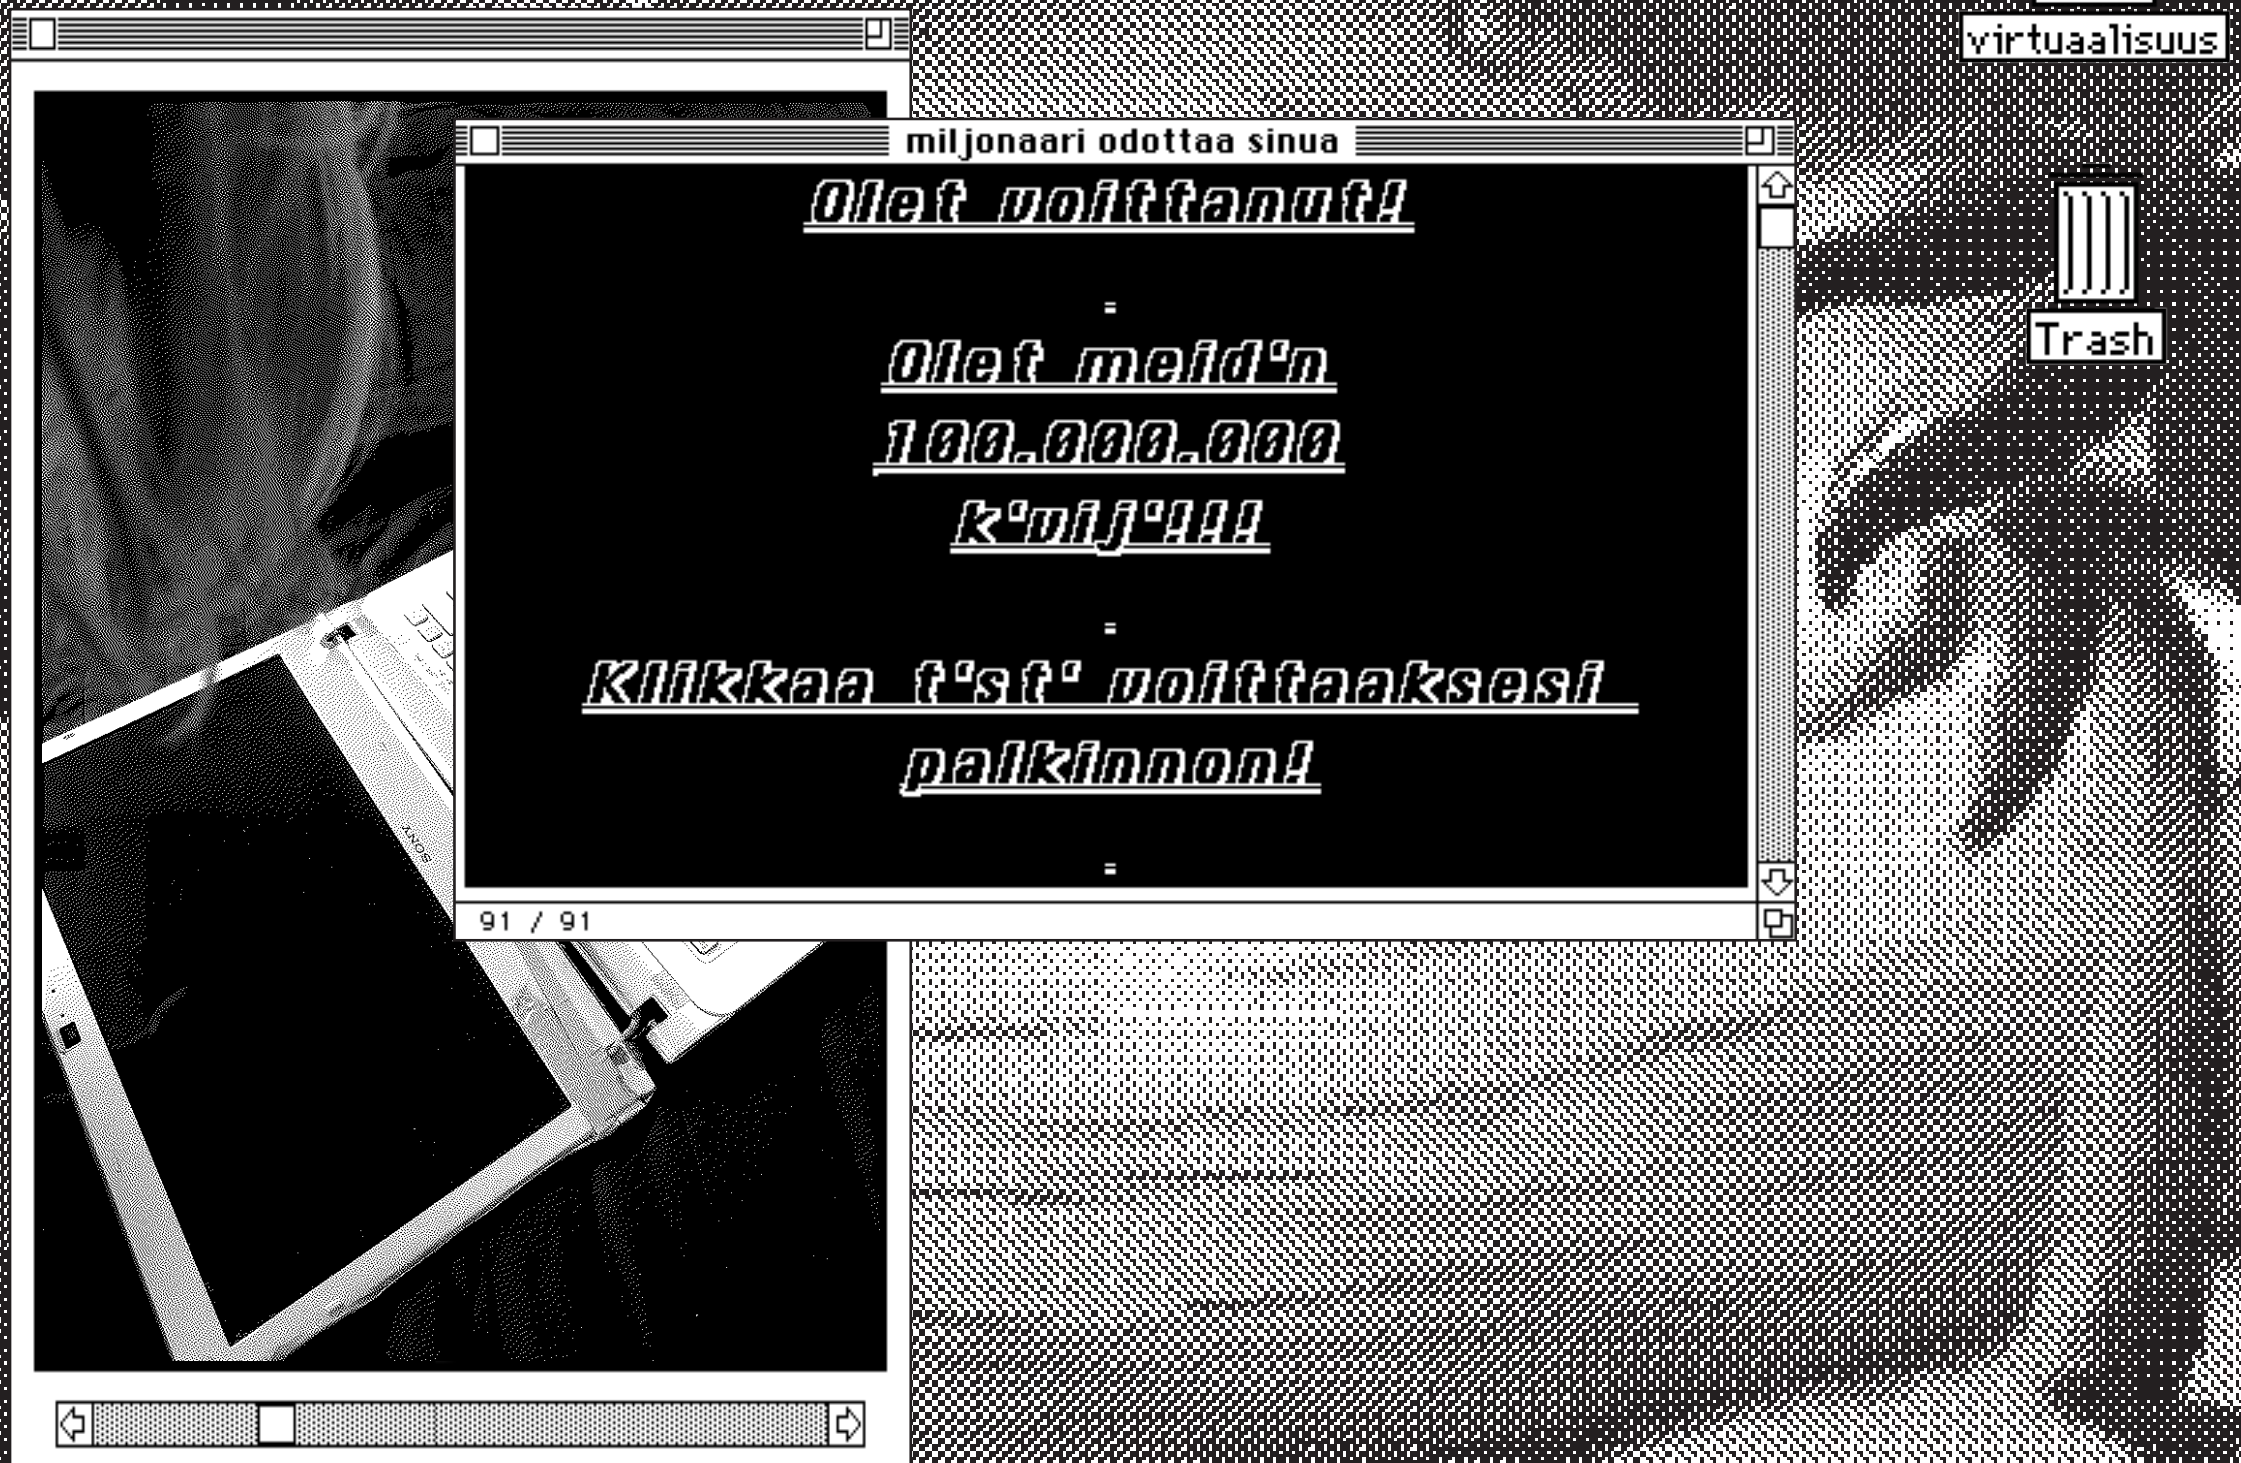 virtuaalisuus
miljonaari odottaa sinua
Olet voittanut!
=
Olet meid'n
100.000.000
k'vij'!!!
=
Klikkaa t'st' voittaaksesi
palkinnon!
=
91 / 91
Trash
SONY